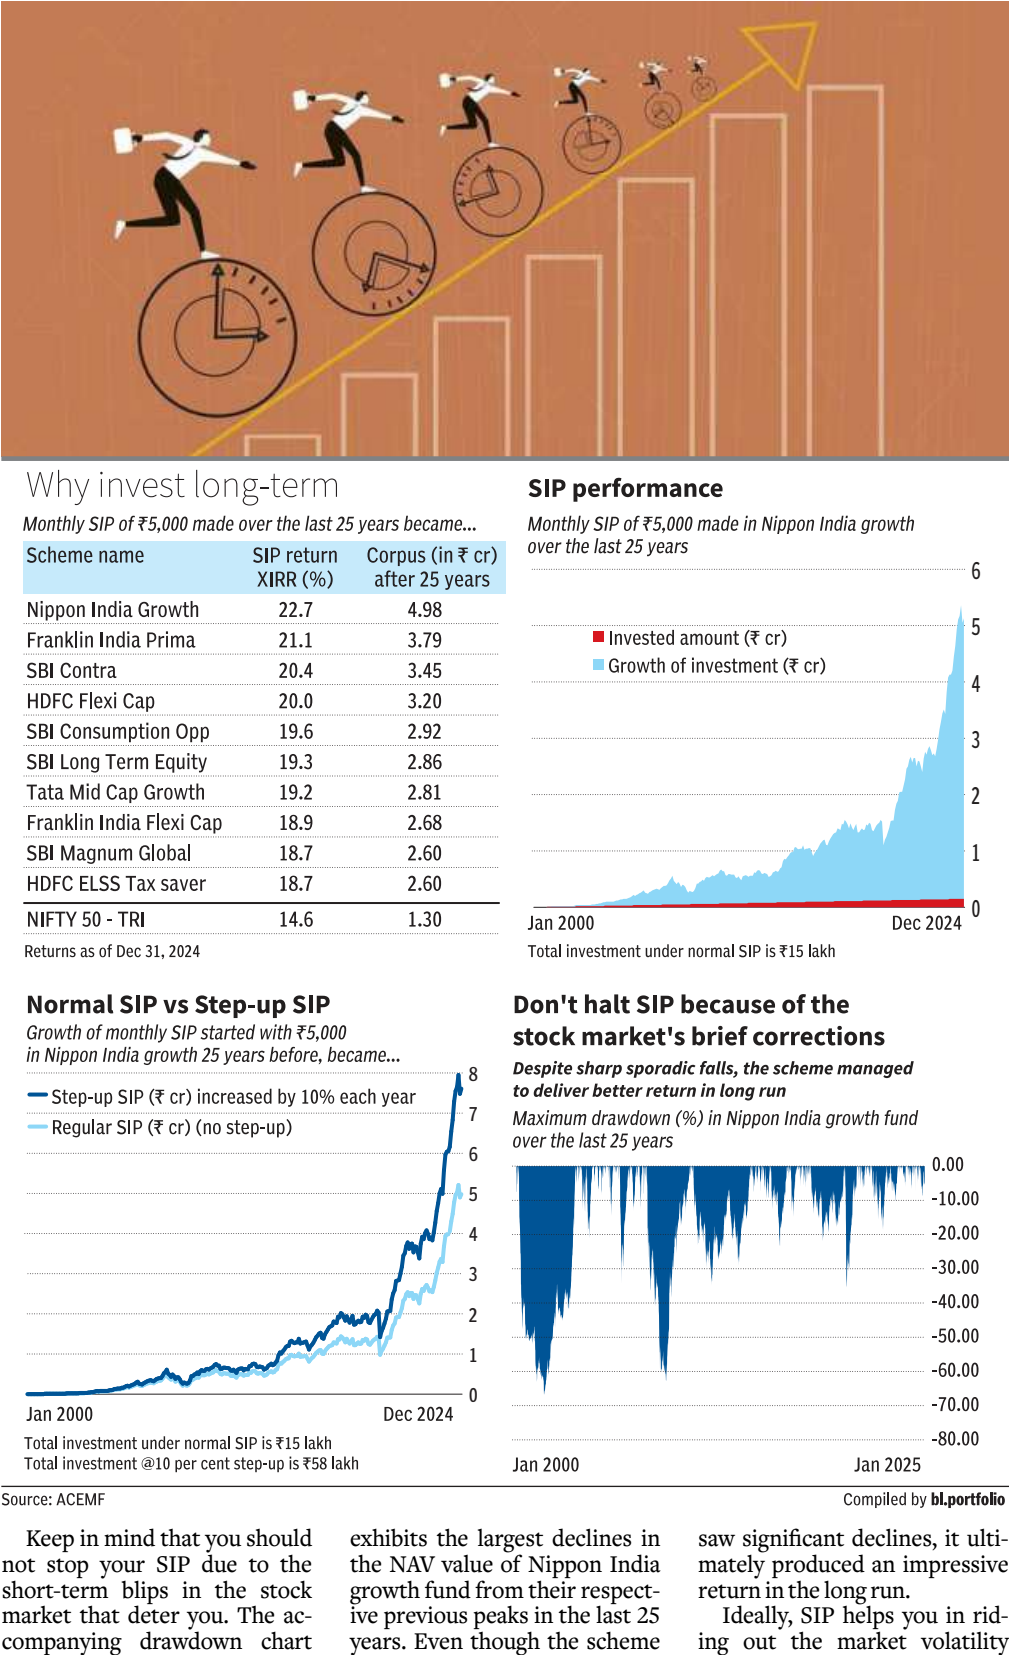 Why invest long-term
Monthly SIP of ₹5,000 made over the last 25 years became...
Scheme name SIP return XIRR (%) Corpus (in ₹ cr) after 25 years
Nippon India Growth 22.7 4.98
Franklin India Prima 21.1 3.79
SBI Contra 20.4 3.45
HDFC Flexi Cap 20.0 3.20
SBI Consumption Opp 19.6 2.92
SBI Long Term Equity 19.3 2.86
Tata Mid Cap Growth 19.2 2.81
Franklin India Flexi Cap 18.9 2.68
SBI Magnum Global 18.7 2.60
HDFC ELSS Tax saver 18.7 2.60
NIFTY 50 - TRI 14.6 1.30
Returns as of Dec 31, 2024
SIP performance
Monthly SIP of ₹5,000 made in Nippon India growth
over the last 25 years
6
5
Invested amount (₹ cr)
Growth of investment (₹ cr)
4
3
2
1
0
Jan 2000 Dec 2024
Total investment under normal SIP is ₹15 lakh
Normal SIP vs Step-up SIP
Growth of monthly SIP started with ₹5,000
in Nippon India growth 25 years before, became...
8
Step-up SIP (₹ cr) increased by 10% each year
7
Regular SIP (₹ cr) (no step-up)
6
5
4
3
2
1
0
Jan 2000 Dec 2024
Total investment under normal SIP is ₹15 lakh
Total investment @10 per cent step-up is ₹58 lakh
Don't halt SIP because of the
stock market's brief corrections
Despite sharp sporadic falls, the scheme managed
to deliver better return in long run
Maximum drawdown (%) in Nippon India growth fund
over the last 25 years
0.00
-10.00
-20.00
-30.00
-40.00
-50.00
-60.00
-70.00
-80.00
Jan 2000 Jan 2025
Source: ACEMF
Compiled by bl.portfolio
Keep in mind that you should
not stop your SIP due to the
short-term blips in the stock
market that deter you. The ac-
companying drawdown chart
exhibits the largest declines in
the NAV value of Nippon India
growth fund from their respect-
ive previous peaks in the last 25
years. Even though the scheme
saw significant declines, it ulti-
mately produced an impressive
return in the long run.
Ideally, SIP helps you in rid-
ing out the market volatility